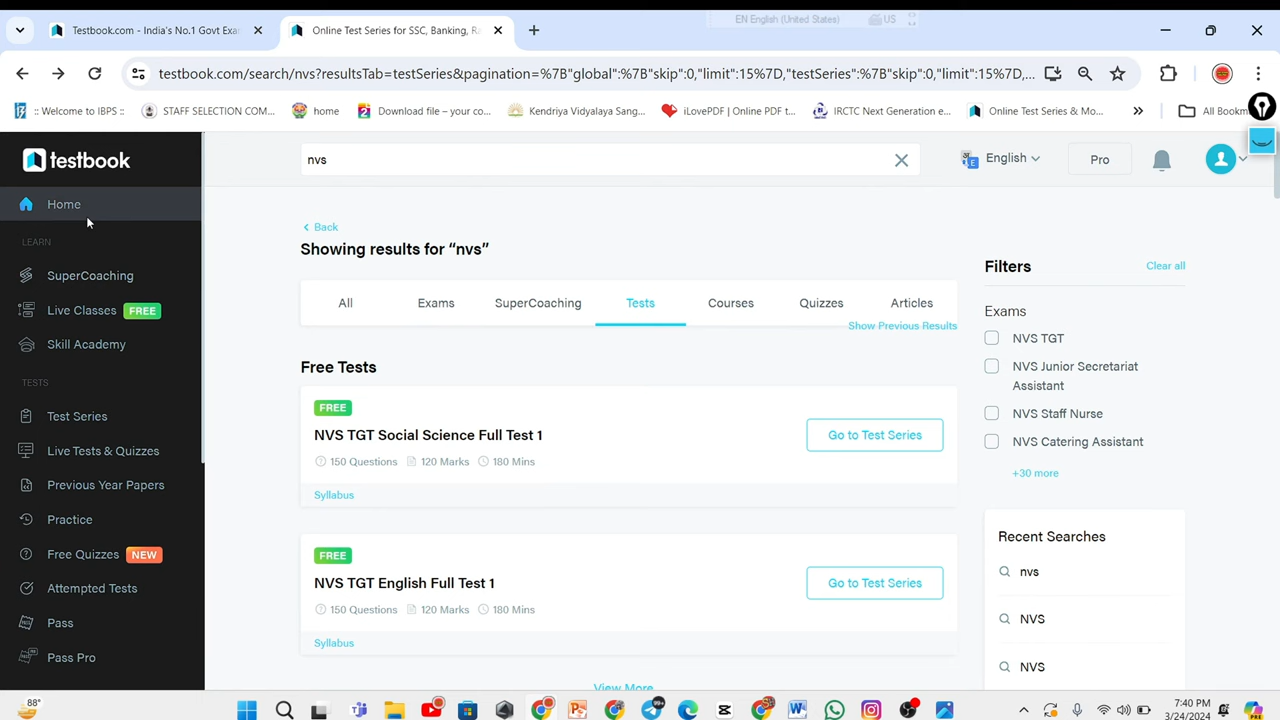 EN English (United States)
US
Testbook.com - India's No.1 Govt Exa
Online Test Series for SSC, Banking, Ra
testbook.com/search/nvs?resultsTab=testSeries&pagination=%7B"global":%7B"skip":0,"limit":15%7D,"testSeries":%7B"skip":0,"limit":15%7D,...
:: Welcome to IBPS
STAFF SELECTION COM...
home
Download file – your co...
Kendriya Vidyalaya Sang...
iLovePDF | Online PDF t...
IRCTC Next Generation e...
Online Test Series & Mo...
»
All Bookm
testbook
nvs
English
Pro
Home
LEARN
SuperCoaching
Live Classes FREE
Skill Academy
TESTS
Test Series
Live Tests & Quizzes
Previous Year Papers
Practice
Free Quizzes NEW
Attempted Tests
Pass
Pass Pro
Back
Showing results for “nvs”
All
Exams
SuperCoaching
Tests
Courses
Quizzes
Articles
Show Previous Results
Free Tests
FREE
NVS TGT Social Science Full Test 1
150 Questions 120 Marks 180 Mins
Go to Test Series
Syllabus
FREE
NVS TGT English Full Test 1
150 Questions 120 Marks 180 Mins
Go to Test Series
Syllabus
View More
Filters
Clear all
Exams
NVS TGT
NVS Junior Secretariat
Assistant
NVS Staff Nurse
NVS Catering Assistant
+30 more
Recent Searches
nvs
NVS
NVS
88°
99+
7:40 PM
3/24/2024